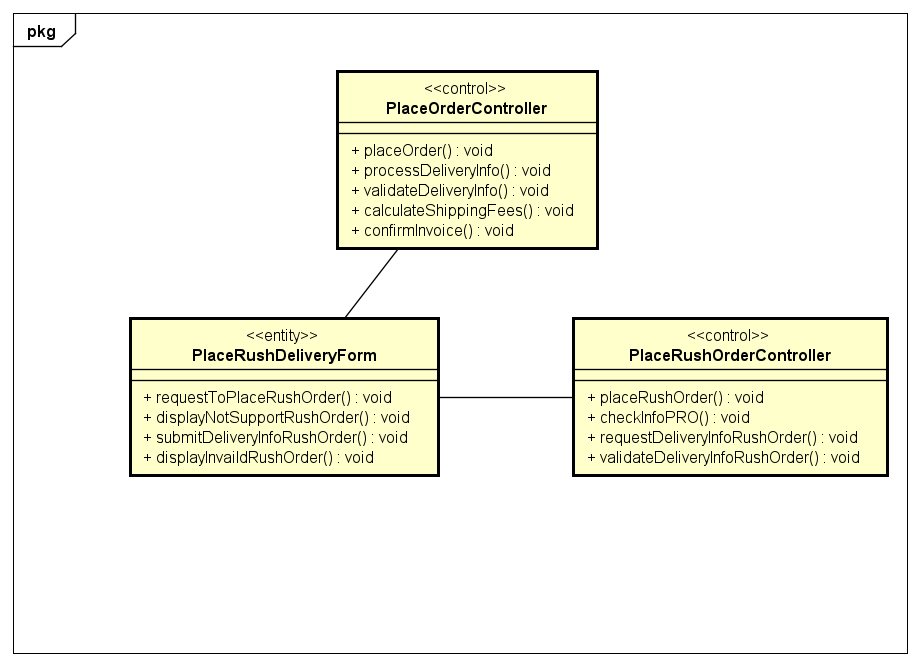 pkg
<<control>>
PlaceOrderController
+ placeOrder() : void
+ processDeliveryInfo() : void
+ validateDeliveryInfo() : void
+ calculateShippingFees() : void
+ confirmInvoice() : void
<<entity>>
PlaceRushDeliveryForm
+ requestToPlaceRushOrder() : void
+ displayNotSupportRushOrder() : void
+ submitDeliveryInfoRushOrder() : void
+ displayInvaildRushOrder() : void
<<control>>
PlaceRushOrderController
+ placeRushOrder() : void
+ checkInfoPRO() : void
+ requestDeliveryInfoRushOrder() : void
+ validateDeliveryInfoRushOrder() : void